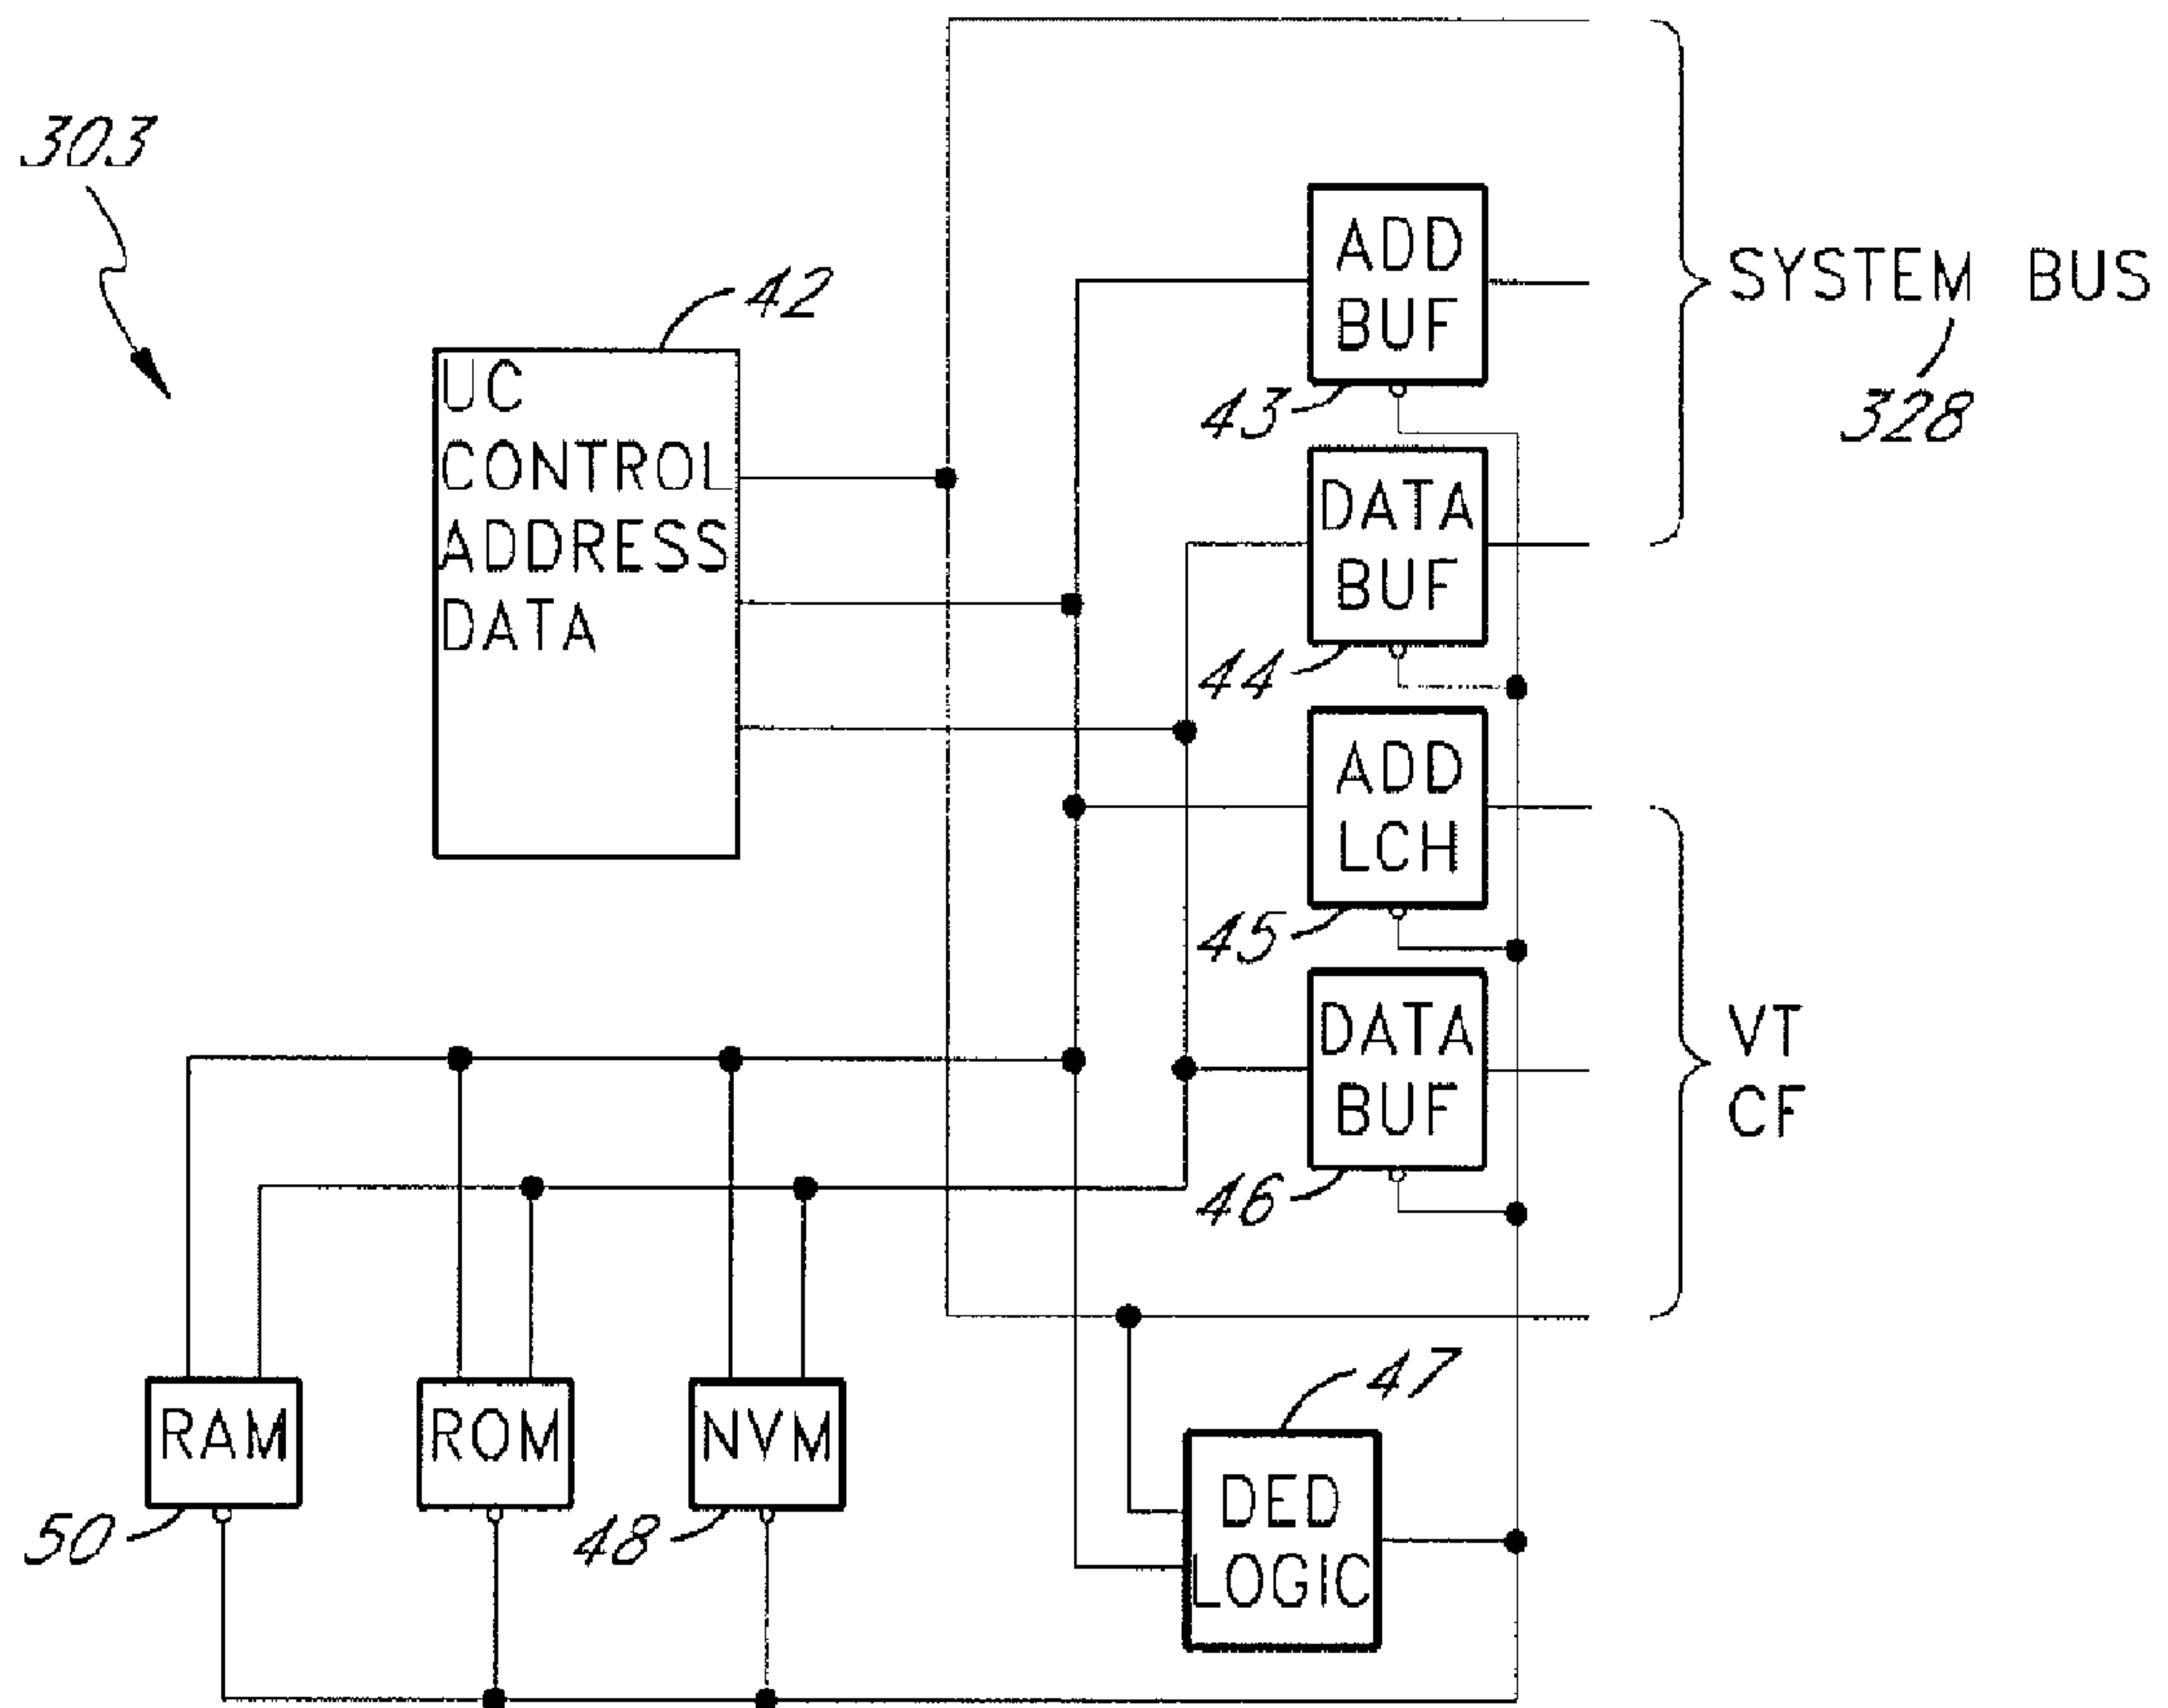 303
42
UC
CONTROL
ADDRESS
DATA
ADD
BUF
43
SYSTEM BUS
328
DATA
BUF
44
ADD
LCH
45
DATA
BUF
46
VT
CF
RAM
50
ROM
NVM
48
47
DED
LOGIC